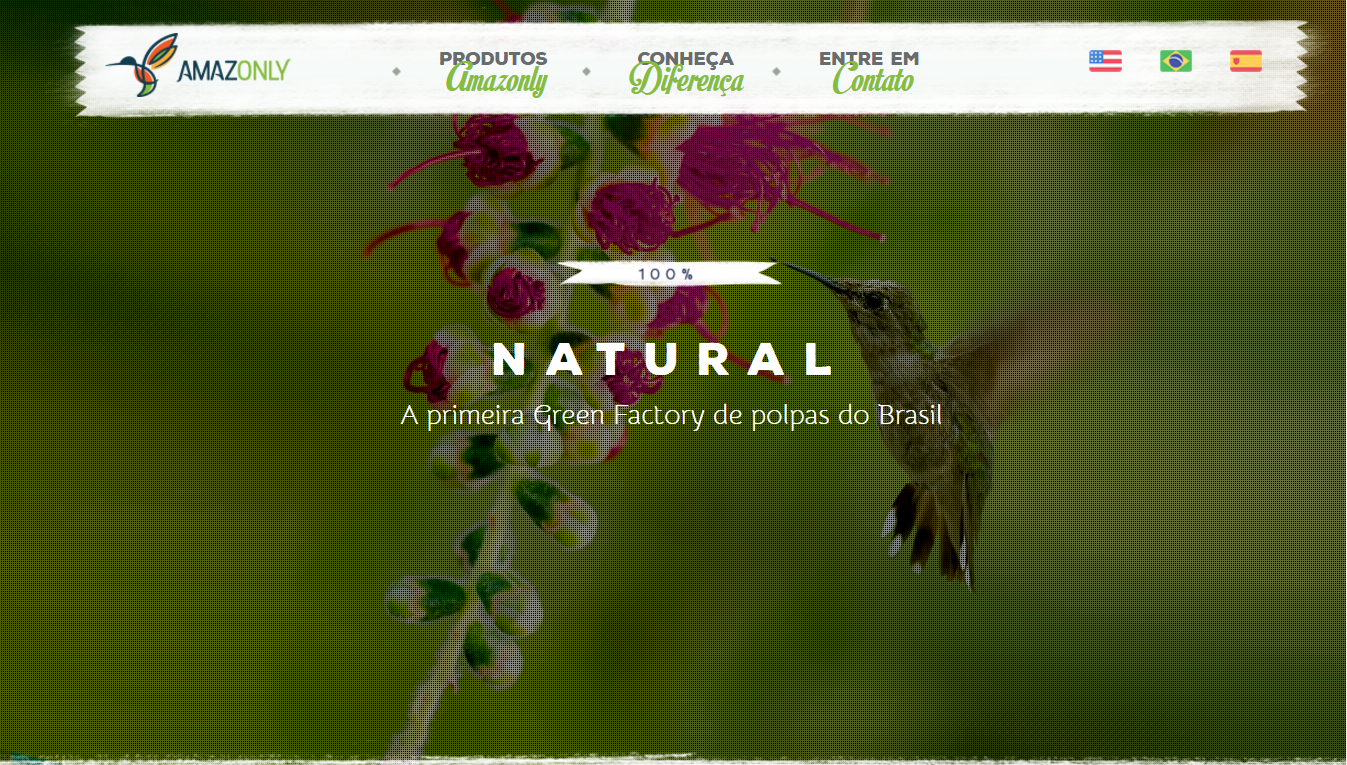 AMAZONLY
PRODUTOS
Amazonly
CONHEÇA
Diferença
ENTRE EM
Contato
100%
NATURAL
A primeira Green Factory de polpas do Brasil